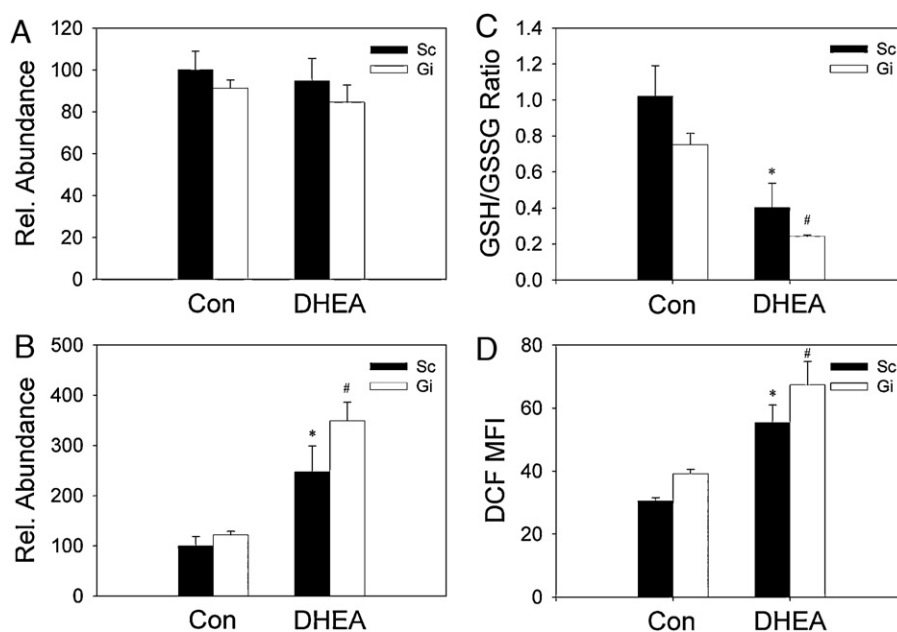 A
Rel. Abundance
120
100
80
60
40
20
0
Sc
Gi
Con
DHEA
B
Rel. Abundance
500
400
300
200
100
0
Sc
Gi
*
#
Con
DHEA
C
GSH/GSSG Ratio
1.4
1.2
1.0
0.8
0.6
0.4
0.2
0.0
Sc
Gi
*
#
Con
DHEA
D
DCF MFI
80
60
40
20
0
Sc
Gi
*
#
Con
DHEA